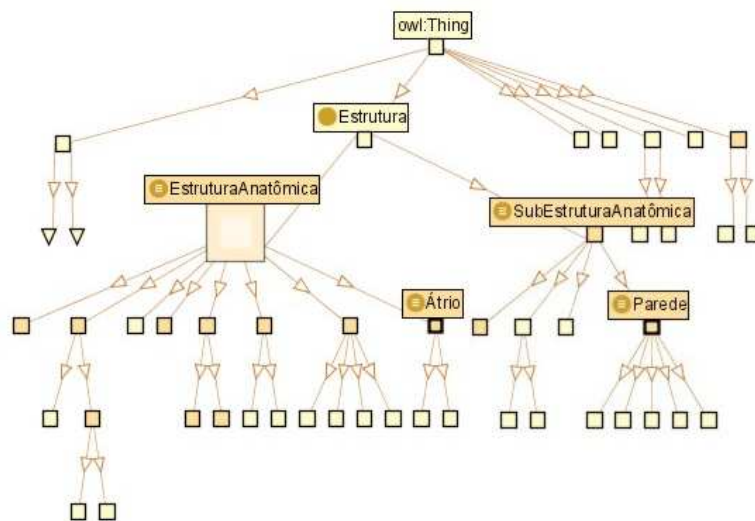 owl:Thing
Estrutura
EstruturaAnatômica
SubEstruturaAnatômica
Átrio
Parede